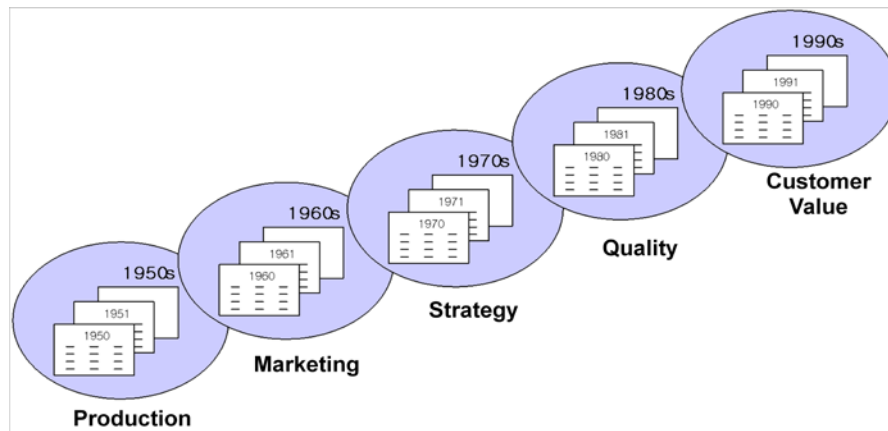 1950s
1951
1950
Production
1960s
1961
1960
Marketing
1970s
1971
1970
Strategy
1980s
1981
1980
Quality
1990s
1991
1990
Customer
Value